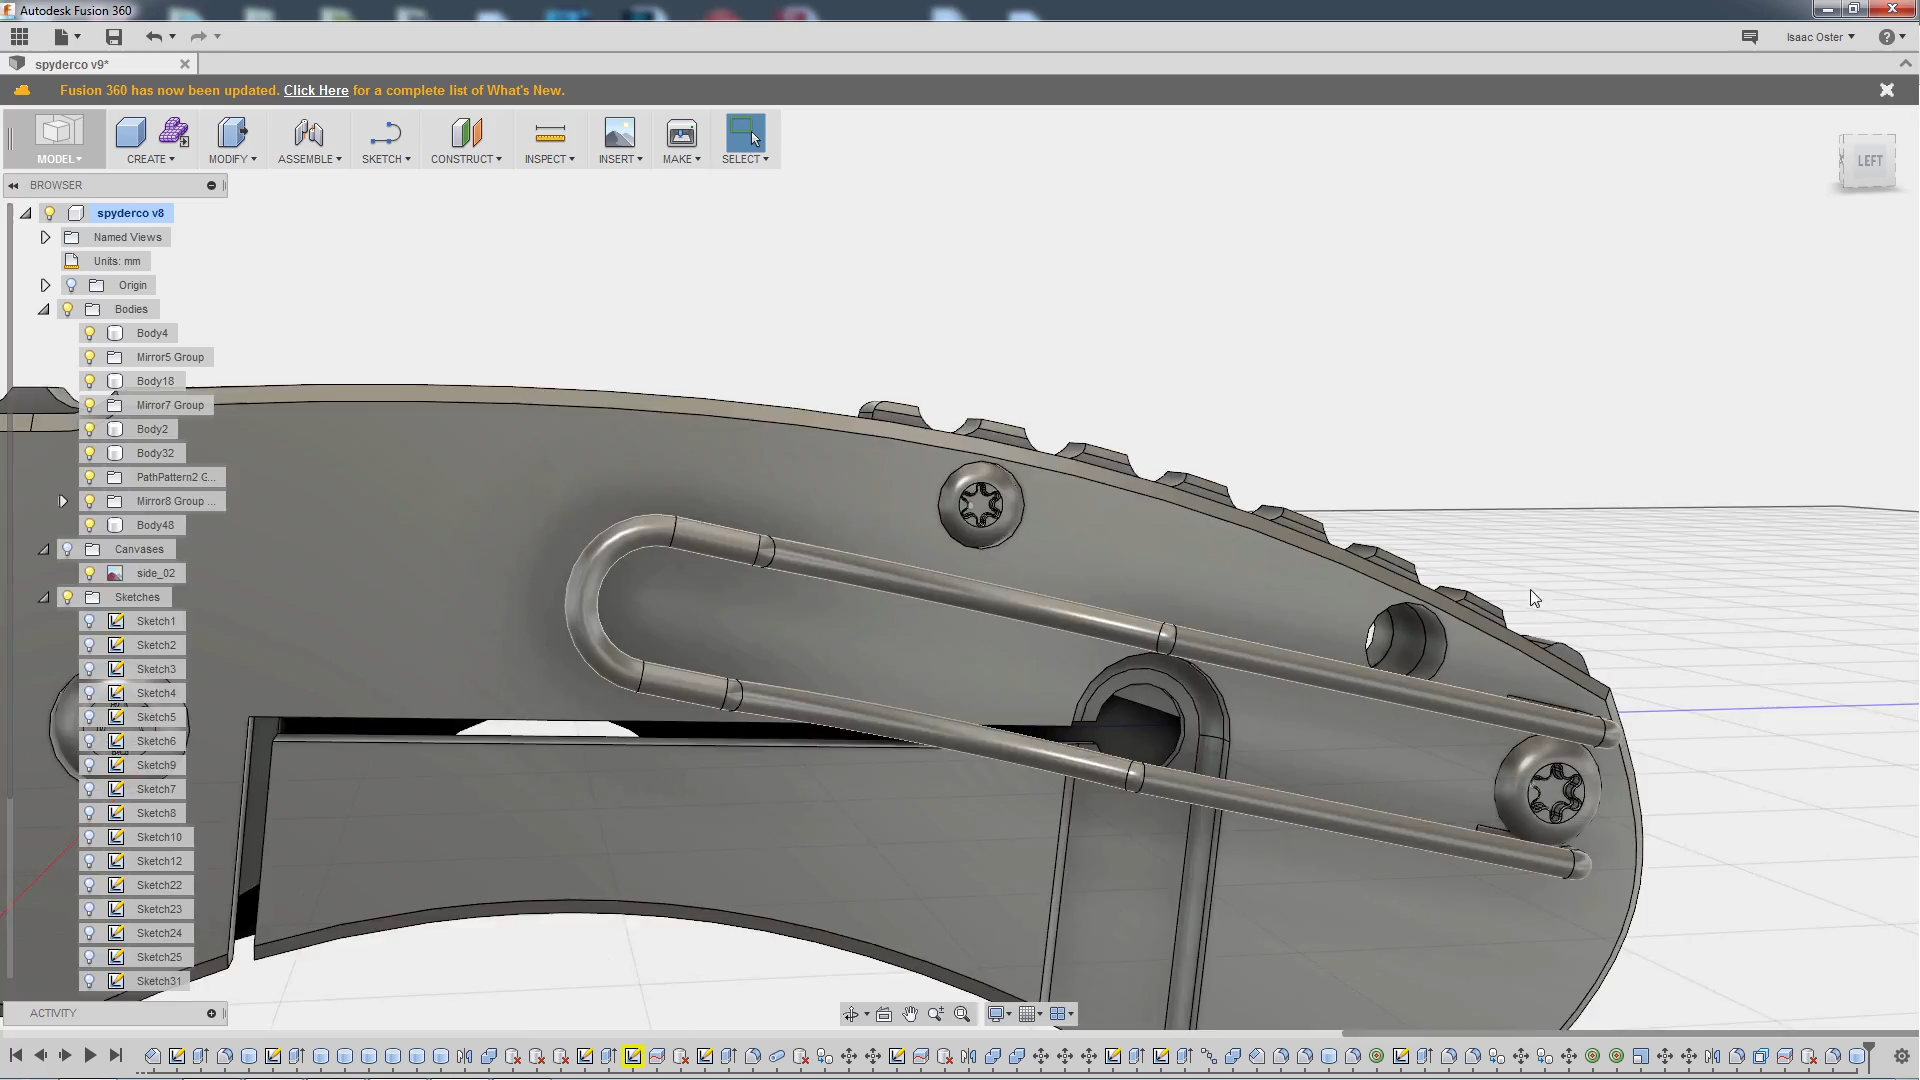 Autodesk Fusion 360
Isaac Oster
spyderco v9*
Fusion 360 has now been updated. Click Here for a complete list of What's New.
MODEL
CREATE
MODIFY
ASSEMBLE
SKETCH
CONSTRUCT
INSPECT
INSERT
MAKE
SELECT
LEFT
BROWSER
spyderco v8
Named Views
Units: mm
Origin
Bodies
Body4
Mirror5 Group
Body18
Mirror7 Group
Body2
Body32
PathPattern2 G...
Mirror8 Group ...
Body48
Canvases
side_02
Sketches
Sketch1
Sketch2
Sketch3
Sketch4
Sketch5
Sketch6
Sketch9
Sketch7
Sketch8
Sketch10
Sketch12
Sketch22
Sketch23
Sketch24
Sketch25
Sketch31
ACTIVITY